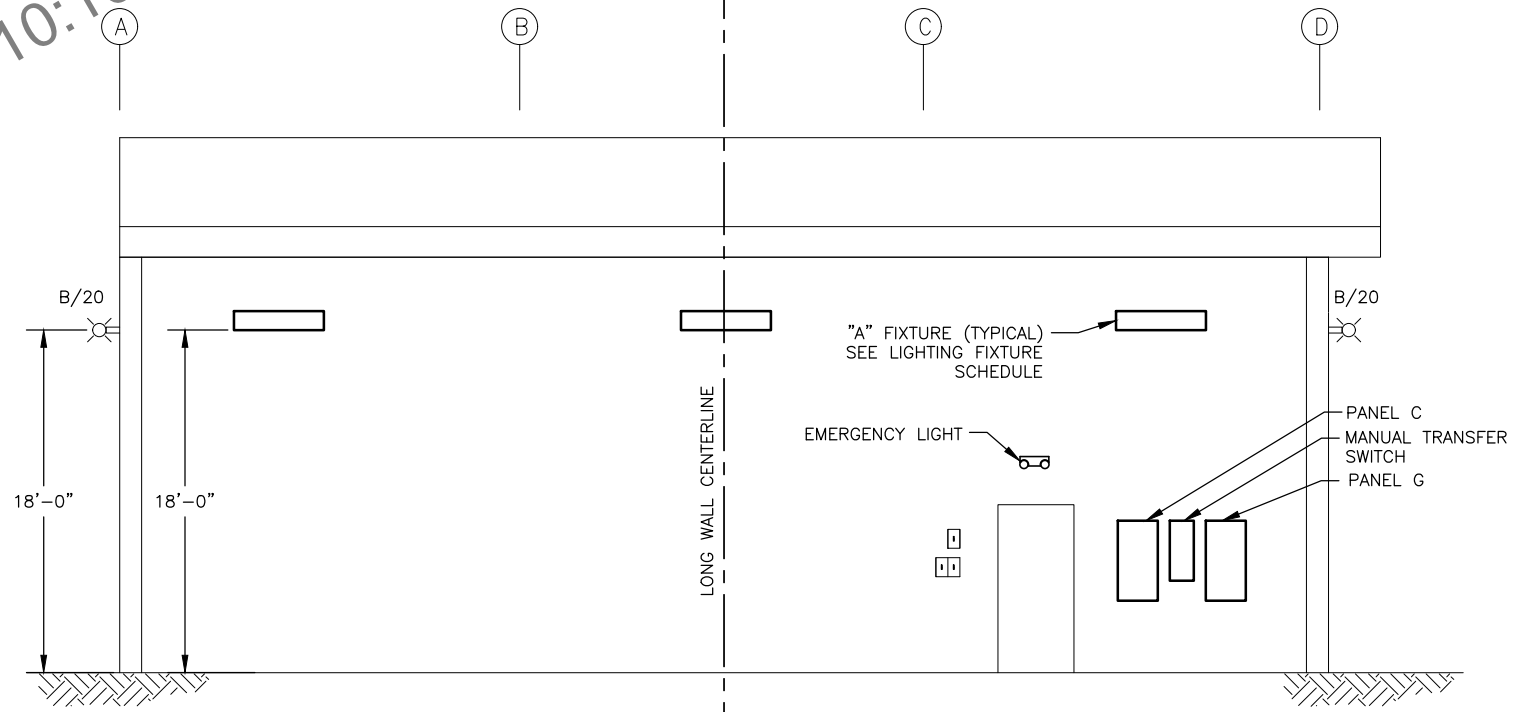 A
B
C
D
B/20
B/20
"A" FIXTURE (TYPICAL)
SEE LIGHTING FIXTURE
SCHEDULE
LONG WALL CENTERLINE
EMERGENCY LIGHT
PANEL C
MANUAL TRANSFER
SWITCH
PANEL G
18'-0"
18'-0"